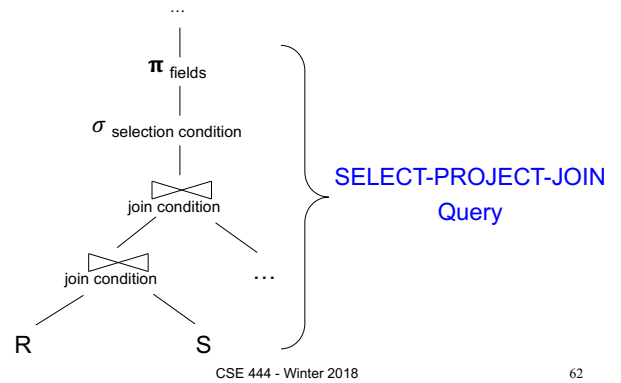 ...
π fields
σ selection condition
join condition
SELECT-PROJECT-JOIN
Query
join condition
...
R S
CSE 444 - Winter 2018 62